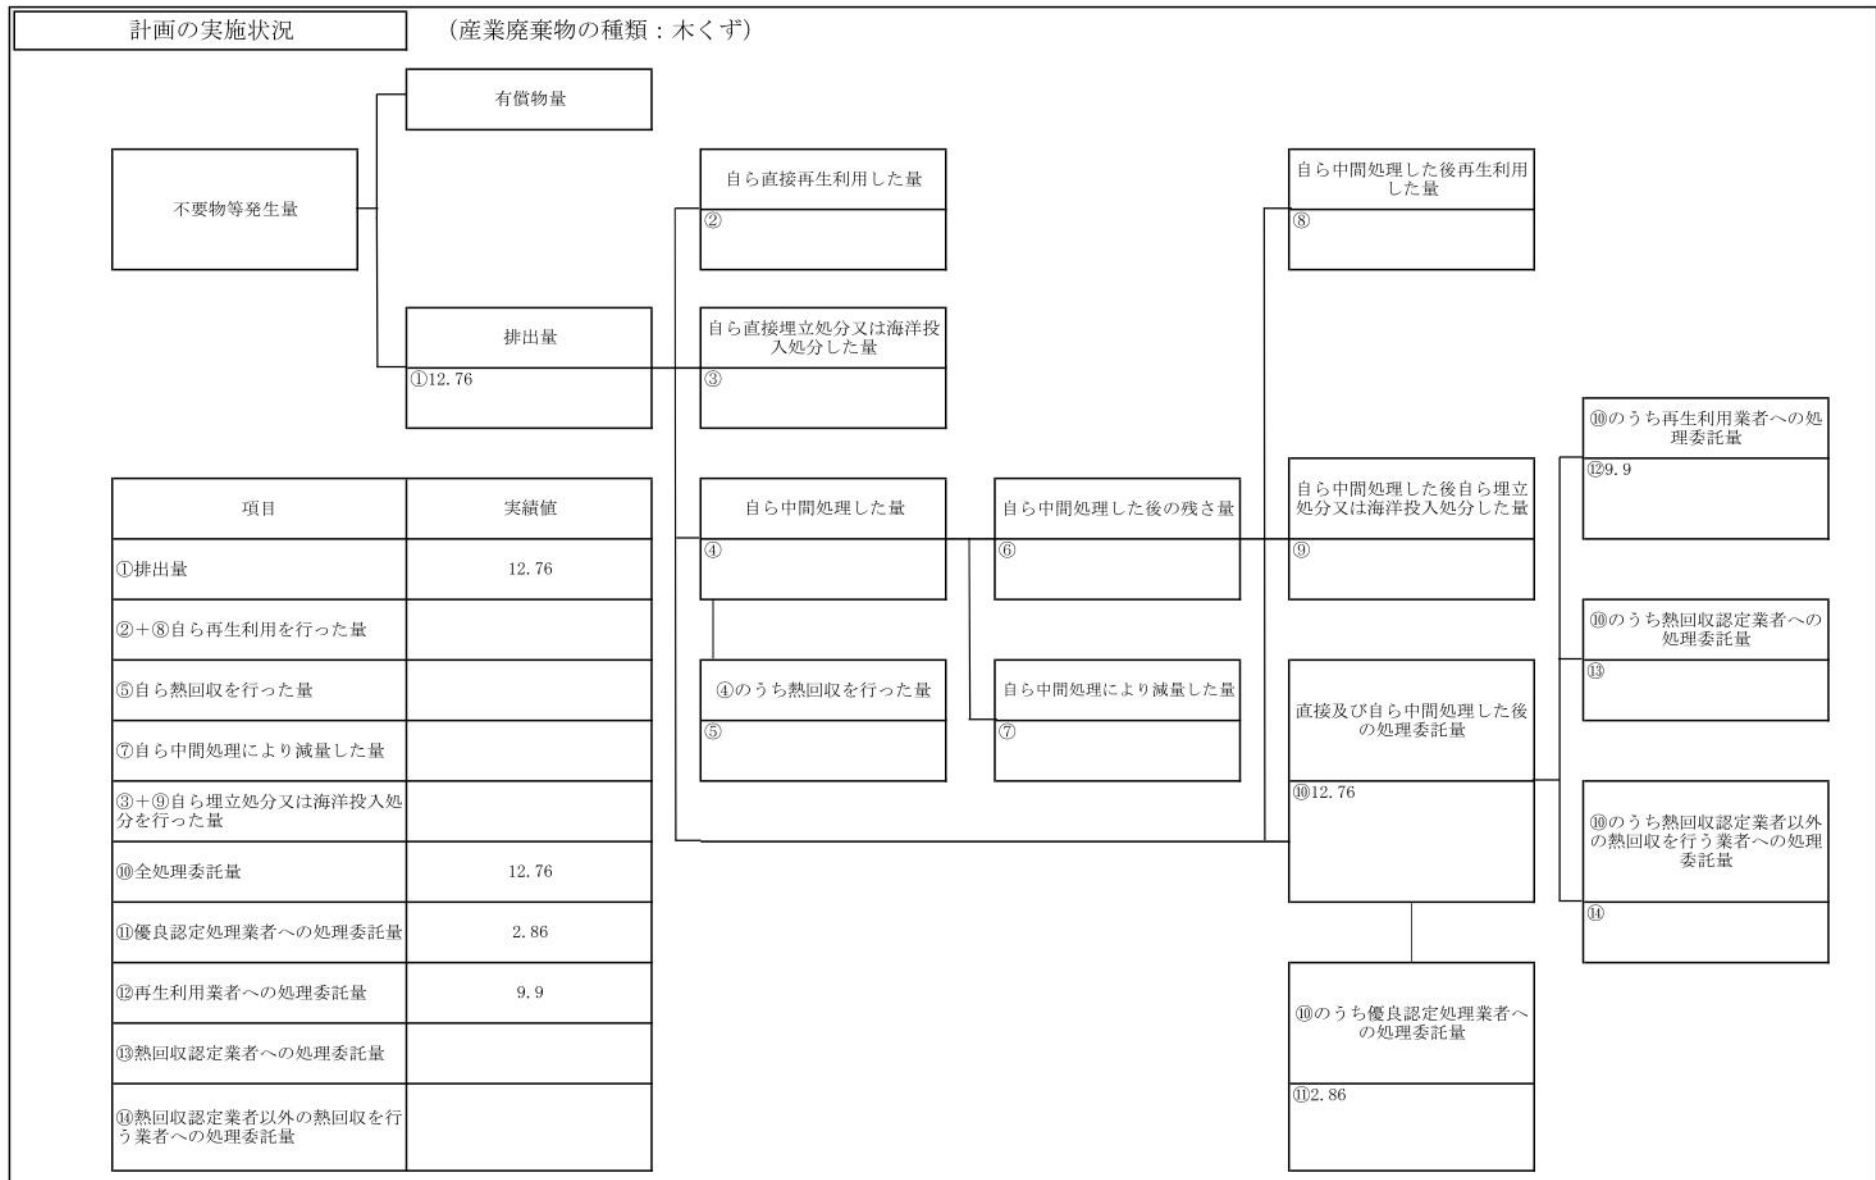 計画の実施状況
（産業廃棄物の種類：木くず）
有償物量
不要物等発生量
自ら直接再生利用した量
②
自ら中間処理した後再生利用
した量
⑧
排出量
①12.76
自ら直接埋立処分又は海洋投
入処分した量
③
⑩のうち再生利用業者への処
理委託量
⑫9.9
自ら中間処理した量
④
自ら中間処理した後の残さ量
⑥
自ら中間処理した後自ら埋立
処分又は海洋投入処分した量
⑨
⑩のうち熱回収認定業者への
処理委託量
⑬
④のうち熱回収を行った量
⑤
自ら中間処理により減量した量
⑦
直接及び自ら中間処理した後
の処理委託量
⑩12.76
⑩のうち熱回収認定業者以外
の熱回収を行う業者への処理
委託量
⑭
⑩のうち優良認定処理業者へ
の処理委託量
⑪2.86
項目 実績値
①排出量 12.76
②＋⑧自ら再生利用を行った量
⑤自ら熱回収を行った量
⑦自ら中間処理により減量した量
③＋⑨自ら埋立処分又は海洋投入処
分を行った量
⑩全処理委託量 12.76
⑪優良認定処理業者への処理委託量 2.86
⑫再生利用業者への処理委託量 9.9
⑬熱回収認定業者への処理委託量
⑭熱回収認定業者以外の熱回収を行
う業者への処理委託量